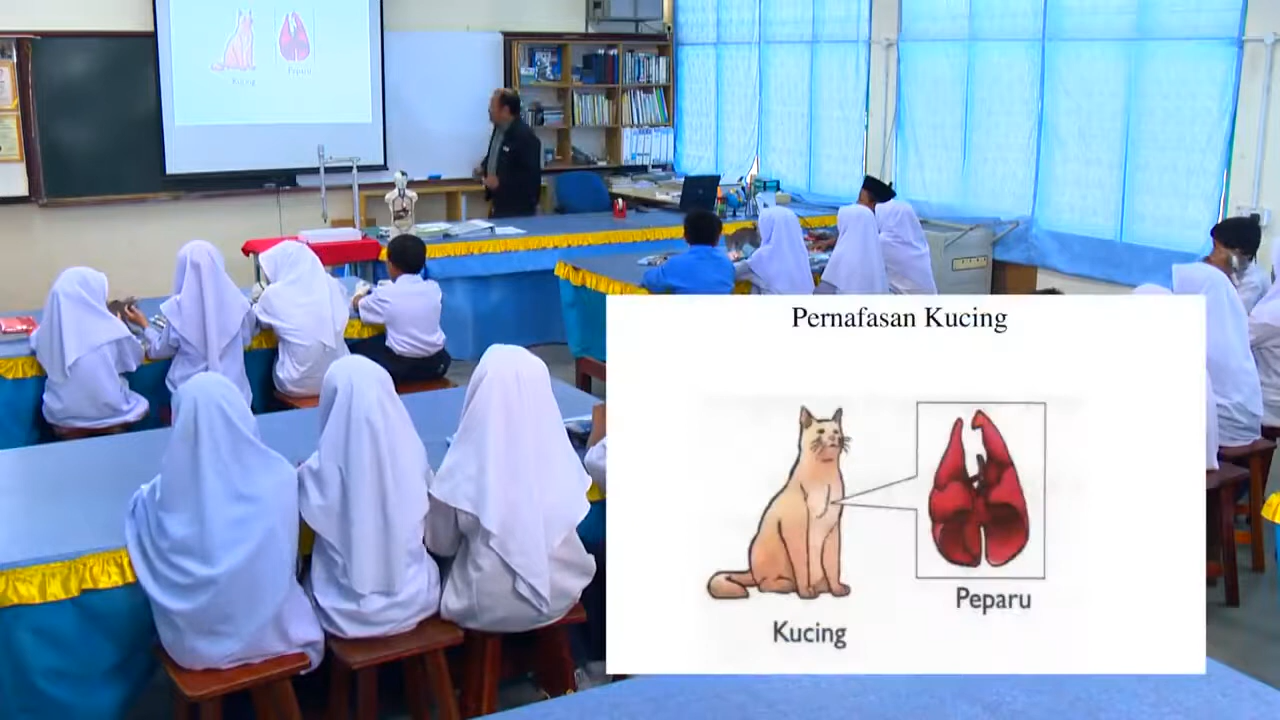 Kucing
Peparu
Pernafasan Kucing
Peparu
Kucing